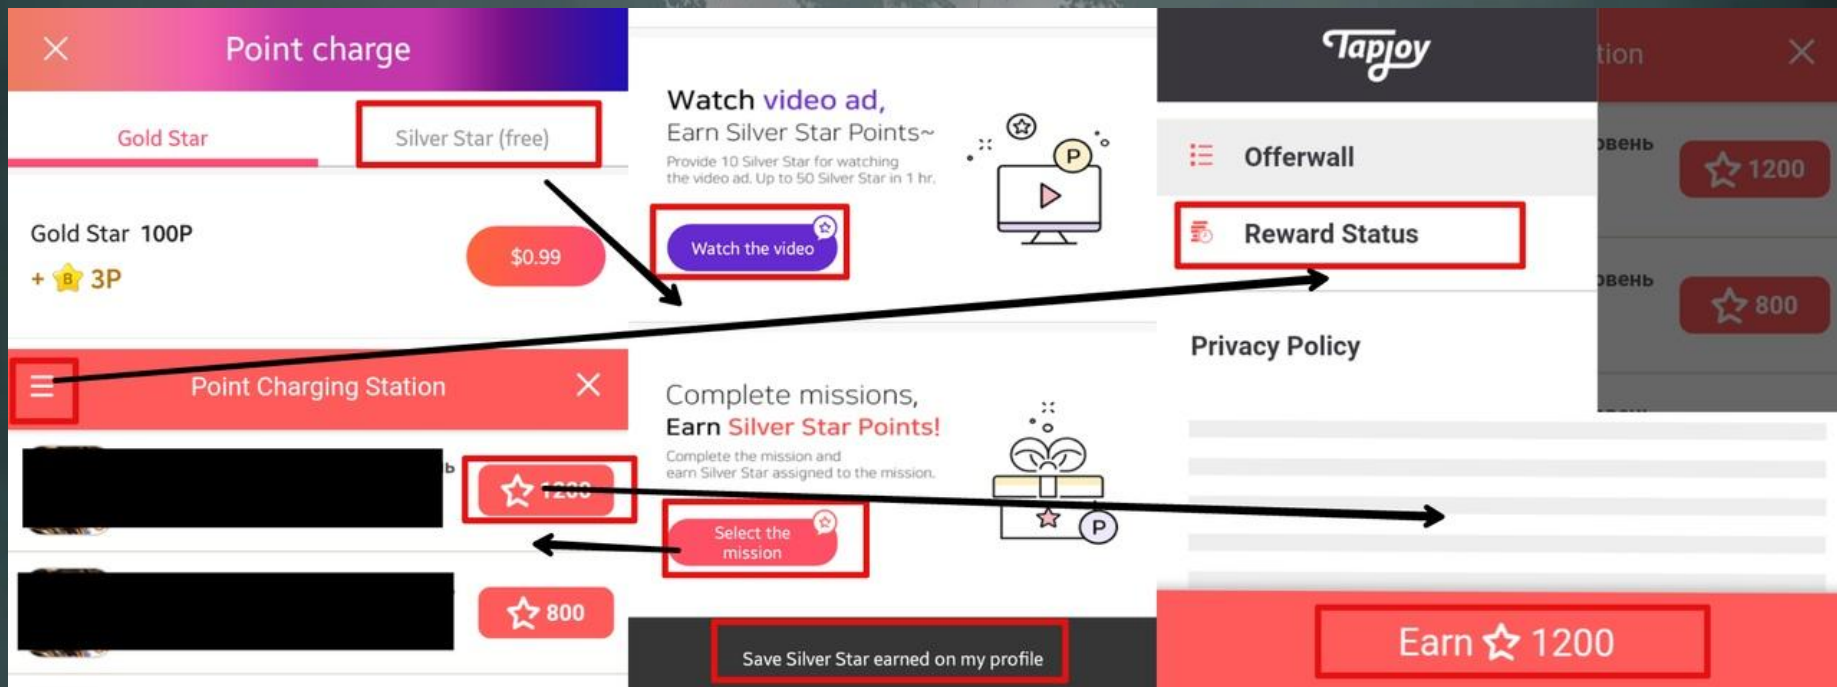 Point charge
Gold Star
Silver Star (free)
Gold Star 100P
+ B 3P
$0.99
Point Charging Station
ь
1200
800
Watch video ad,
Earn Silver Star Points~
Provide 10 Silver Star for watching
the video ad. Up to 50 Silver Star in 1 hr.
Watch the video
P
Complete missions,
Earn Silver Star Points!
Complete the mission and
earn Silver Star assigned to the mission.
Select the
mission
P
Save Silver Star earned on my profile
Tapjoy
Offerwall
Reward Status
Privacy Policy
tion
овень
1200
овень
800
Earn 1200